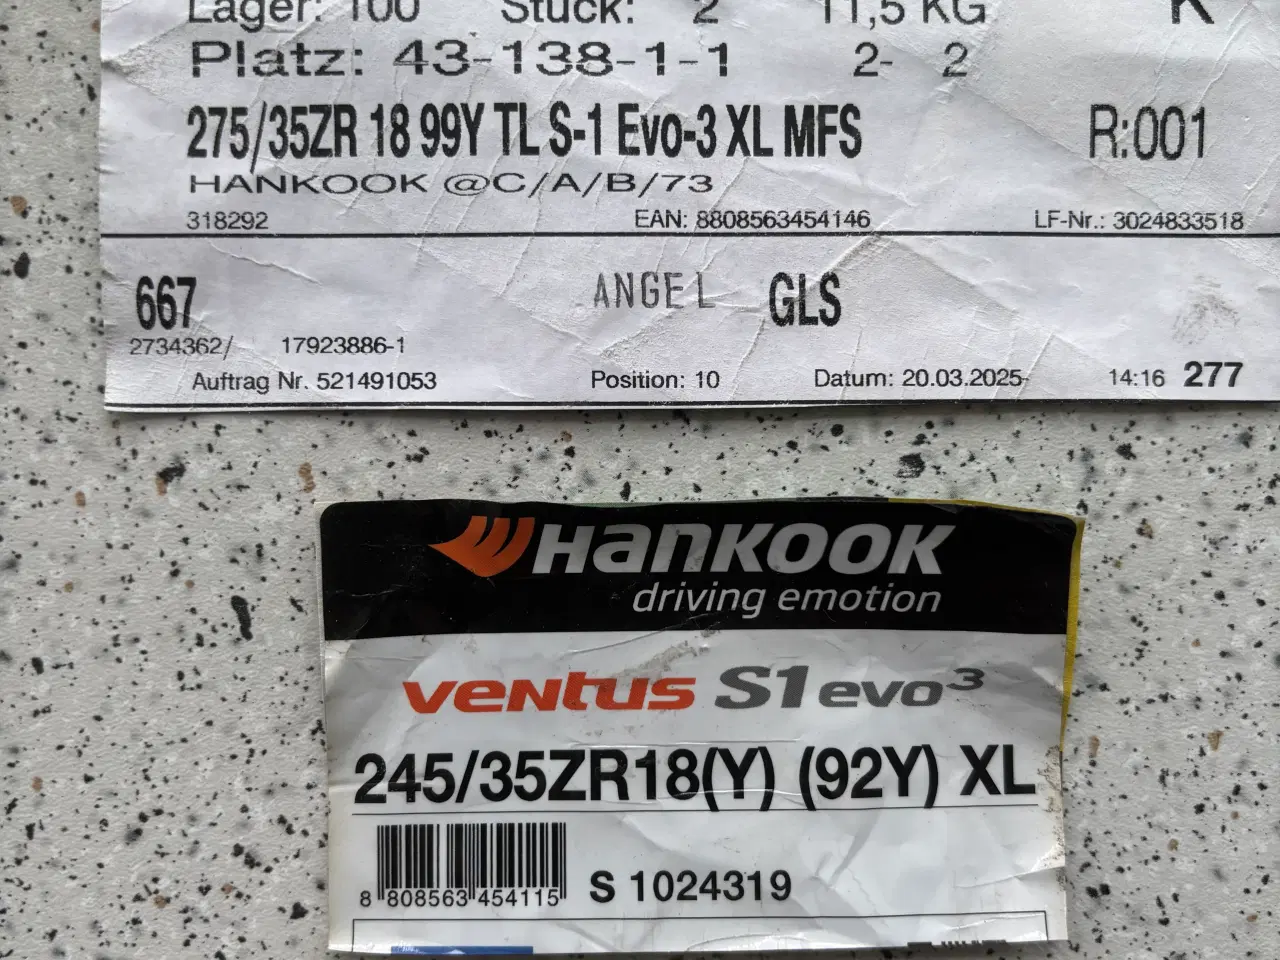 Lager: 100 Stück: 2 11,5 KG K
Platz: 43-138-1-1 2- 2
275/35ZR 18 99Y TL S-1 Evo-3 XL MFS R:001
HANKOOK @C/A/B/73
318292 EAN: 8808563454146 LF-Nr.: 3024833518
667 ANGEL GLS
2734362/ 17923886-1
Auftrag Nr. 521491053 Position: 10 Datum: 20.03.2025- 14:16 277
HANKOOK
driving emotion
ventus S1 evo³
245/35ZR18(Y) (92Y) XL
8 808563 454115 S 1024319